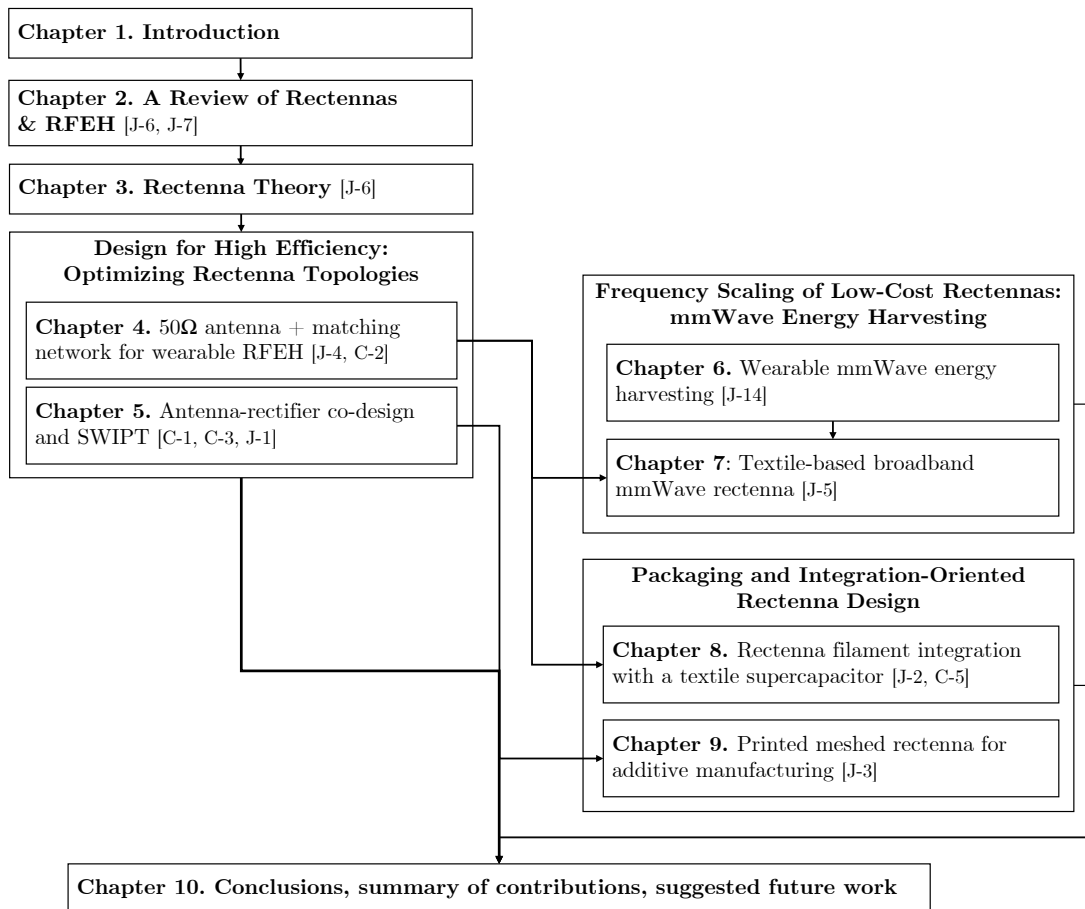 Chapter 1. Introduction
Chapter 2. A Review of Rectennas
& RFEH [J-6, J-7]
Chapter 3. Rectenna Theory [J-6]
Design for High Efficiency:
Optimizing Rectenna Topologies
Chapter 4. 50Ω antenna + matching
network for wearable RFEH [J-4, C-2]
Chapter 5. Antenna-rectifier co-design
and SWIPT [C-1, C-3, J-1]
Frequency Scaling of Low-Cost Rectennas:
mmWave Energy Harvesting
Chapter 6. Wearable mmWave energy
harvesting [J-14]
Chapter 7: Textile-based broadband
mmWave rectenna [J-5]
Packaging and Integration-Oriented
Rectenna Design
Chapter 8. Rectenna filament integration
with a textile supercapacitor [J-2, C-5]
Chapter 9. Printed meshed rectenna for
additive manufacturing [J-3]
Chapter 10. Conclusions, summary of contributions, suggested future work